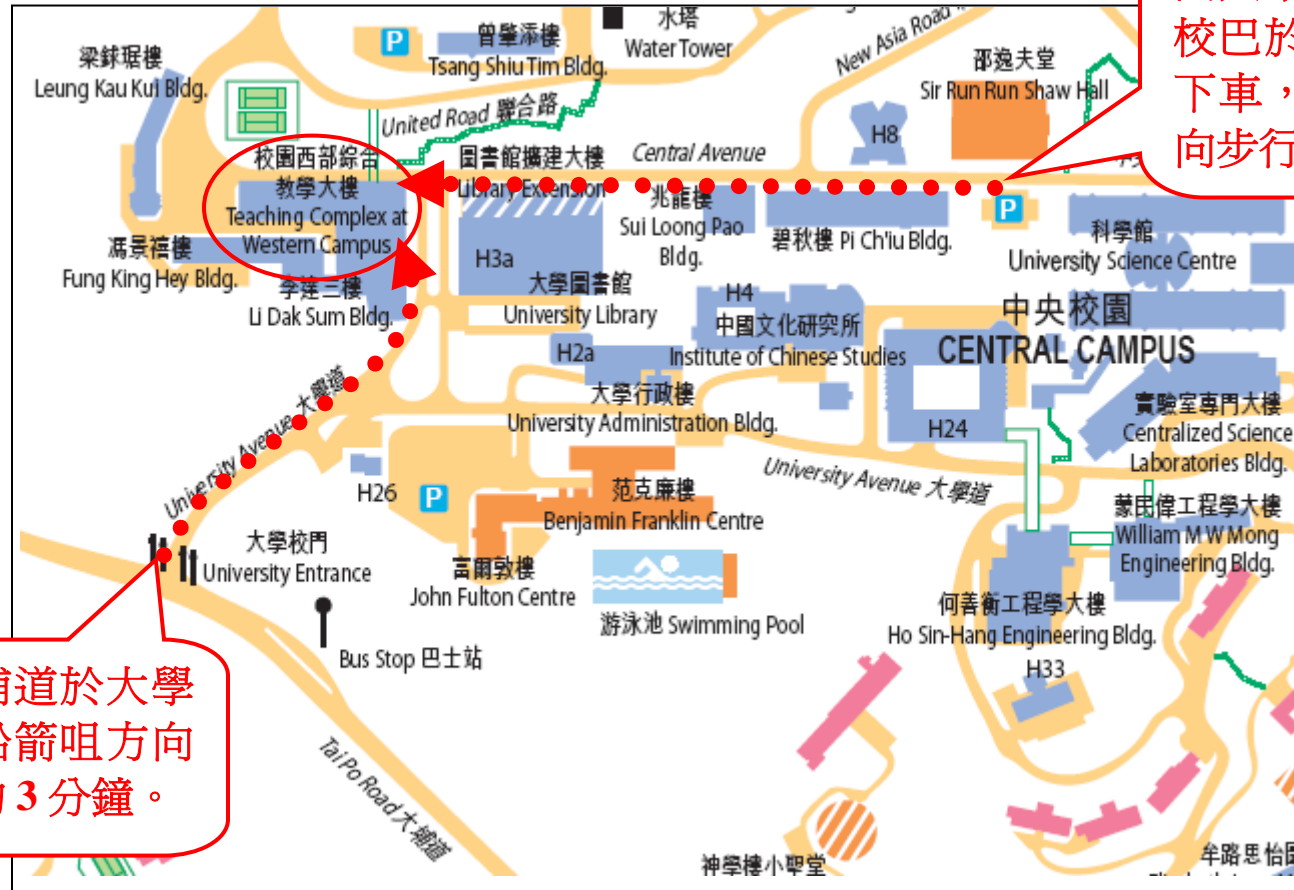 水塔
Water Tower
曾肇添樓
Tsang Shiu Tim Bldg.
P
梁銶琚樓
Leung Kau Kui Bldg.
New Asia Road
邵逸夫堂
Sir Run Run Shaw Hall
校巴於
下車，
向步行
United Road 聯合路
H8
校園西部綜合
教學大樓
Teaching Complex at
Western Campus
圖書館擴建大樓
Library Extension
Central Avenue
兆龍樓
Sui Loong Pao
Bldg.
碧秋樓 Pi Ch'iu Bldg.
P
科學館
University Science Centre
馮景禧樓
Fung King Hey Bldg.
李達三樓
Li Dak Sum Bldg.
H3a
大學圖書館
University Library
H4
中國文化研究所
Institute of Chinese Studies
中央校園
CENTRAL CAMPUS
H2a
大學行政樓
University Administration Bldg.
H24
實驗室專門大樓
Centralized Science
Laboratories Bldg.
University Avenue 大學道
University Avenue 大學道
H26
P
范克廉樓
Benjamin Franklin Centre
蒙民偉工程學大樓
William M W Mong
Engineering Bldg.
大學校門
University Entrance
富爾敦樓
John Fulton Centre
游泳池 Swimming Pool
何善衡工程學大樓
Ho Sin-Hang Engineering Bldg.
H33
Bus Stop 巴士站
道於大學
箭咀方向
3 分鐘。
Tai Po Road 大埔道
神學樓小聖堂
牟路思怡